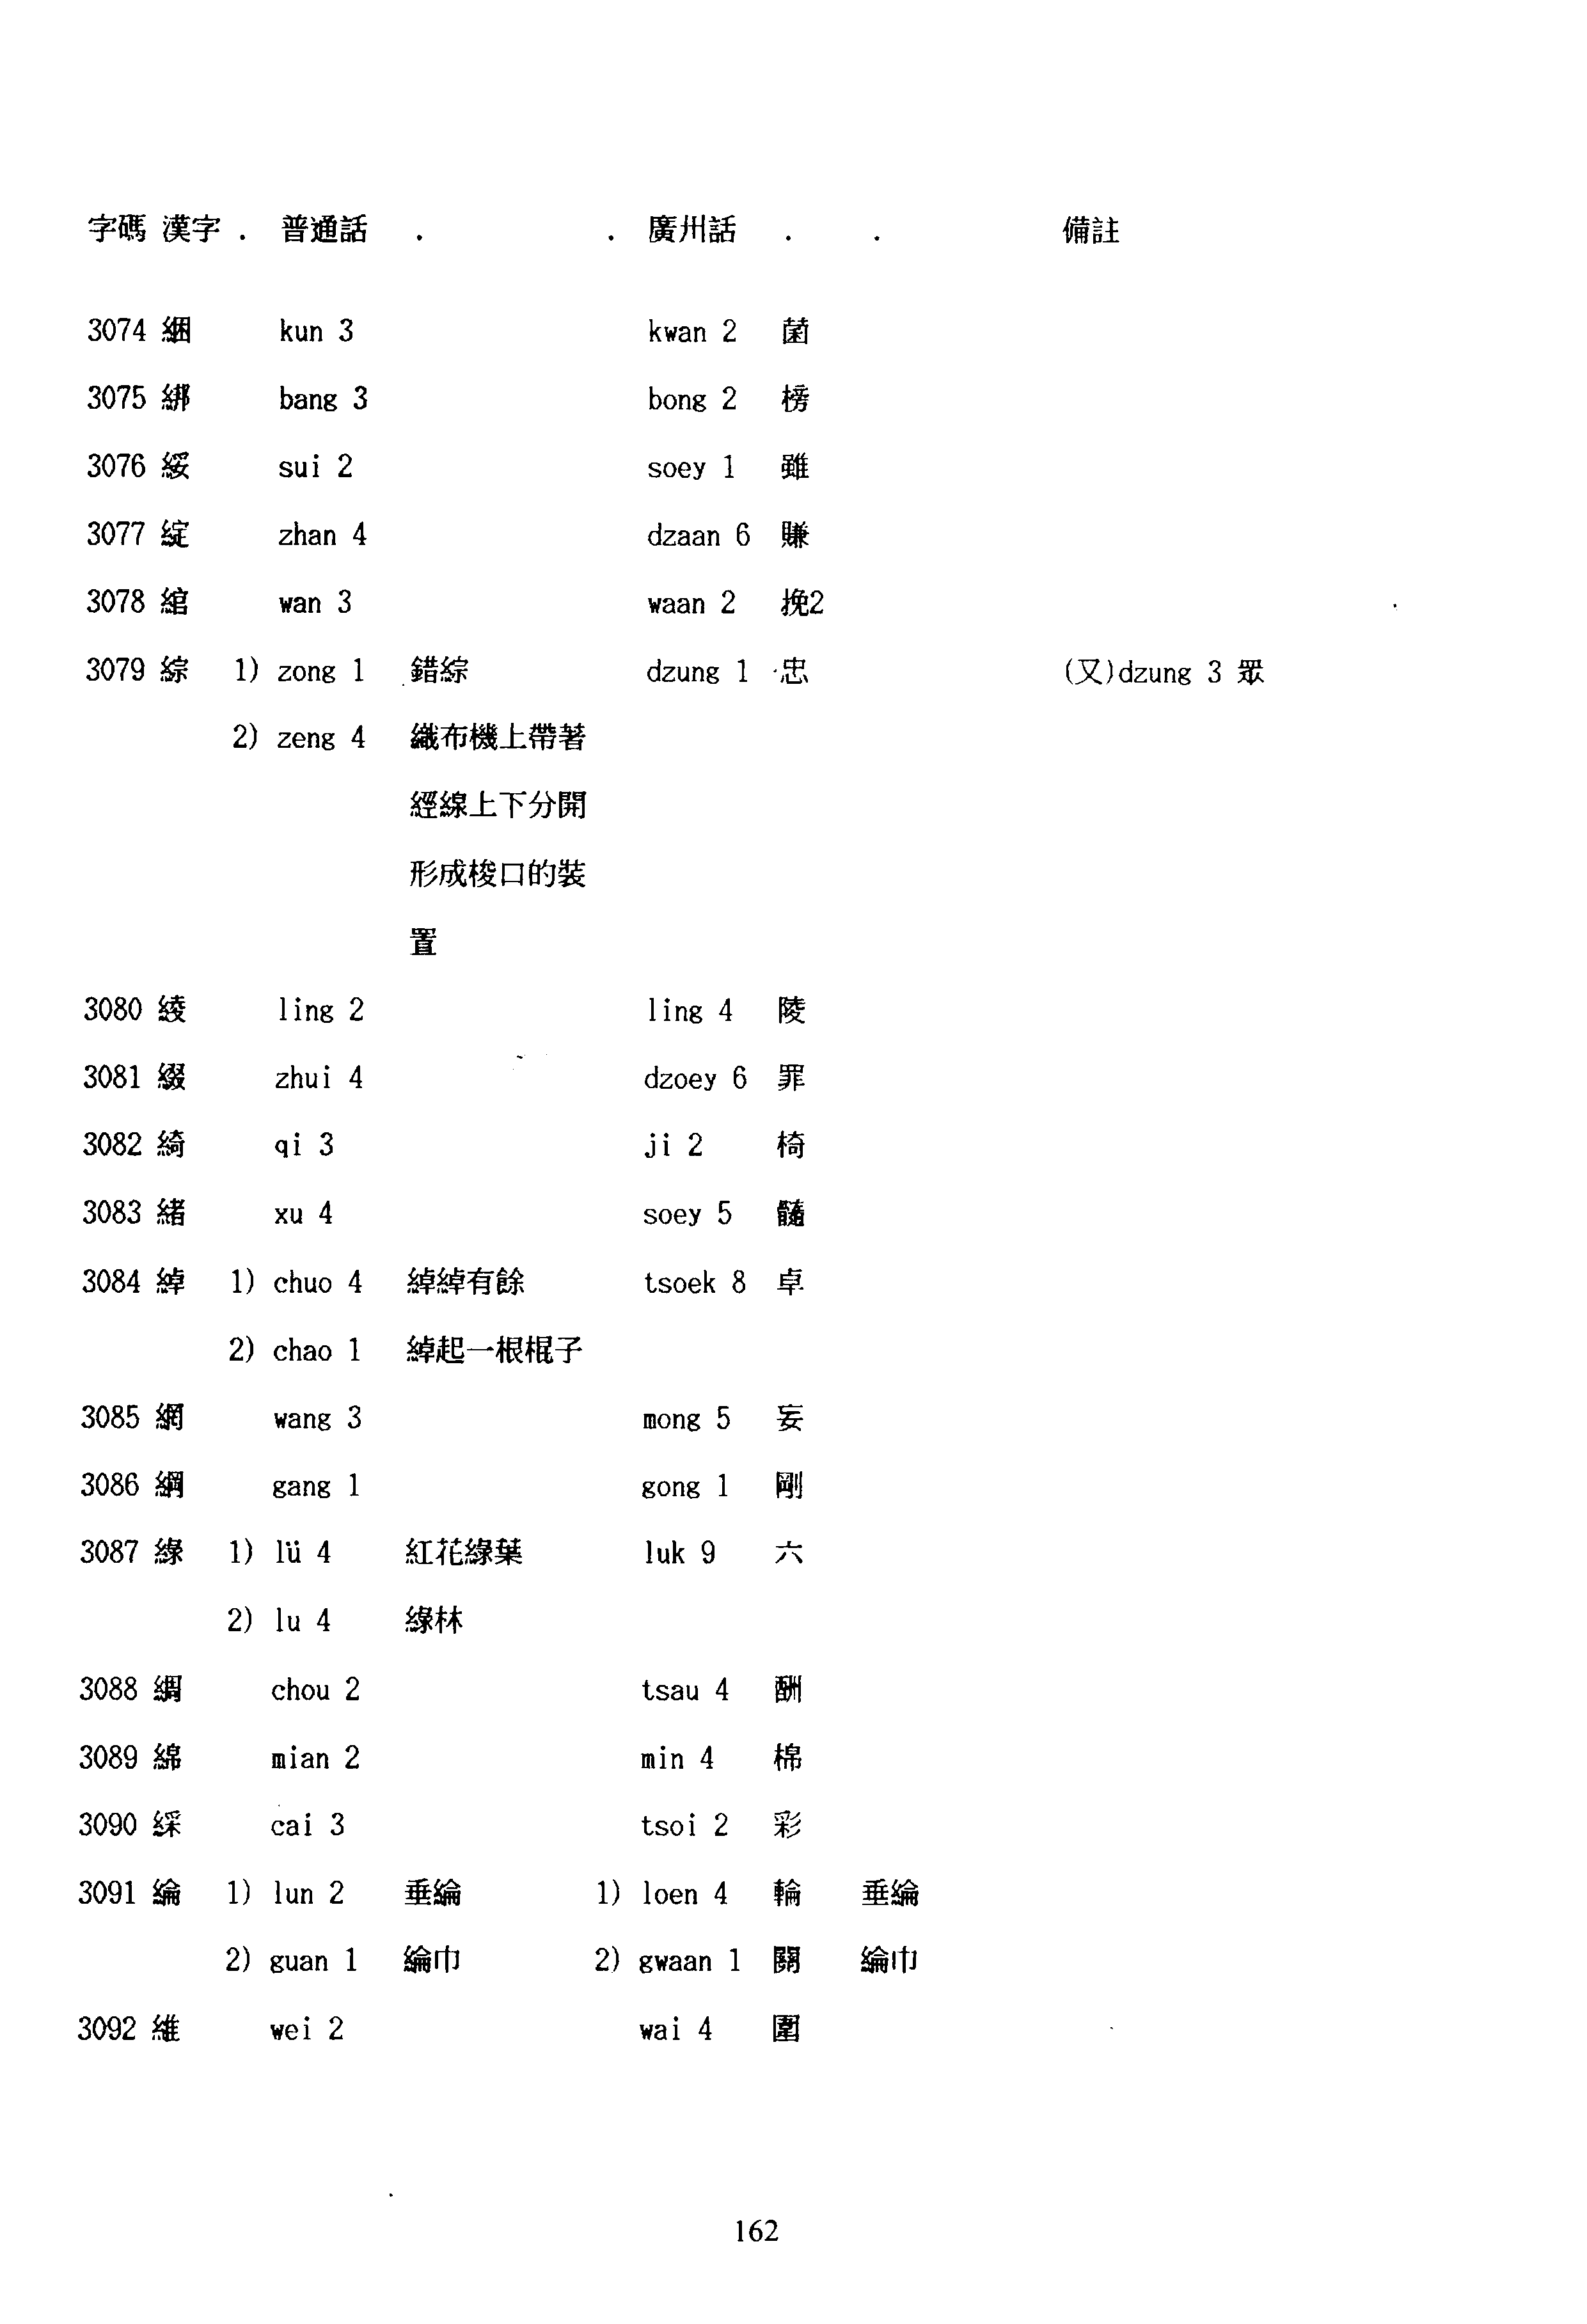 字碼 漢字 . 普通話 . . 廣州話 . . 備註
3074 綑 kun 3 kwan 2 菌
3075 綁 bang 3 bong 2 榜
3076 綏 sui 2 soey 1 雖
3077 綻 zhan 4 dzaan 6 賺
3078 綰 wan 3 waan 2 挽2
3079 綜 1) zong 1 錯綜 dzung 1 忠 (又)dzung 3 眾
2) zeng 4 織布機上帶著
經線上下分開
形成梭口的裝
置
3080 綾 ling 2 ling 4 陵
3081 綴 zhui 4 dzoey 6 罪
3082 綺 qi 3 ji 2 椅
3083 緒 xu 4 soey 5 髓
3084 綽 1) chuo 4 綽綽有餘 tsoek 8 卓
2) chao 1 綽起一根棍子
3085 網 wang 3 mong 5 妄
3086 綱 gang 1 gong 1 剛
3087 綠 1) lü 4 紅花綠葉 luk 9 六
2) lu 4 綠林
3088 綢 chou 2 tsau 4 酬
3089 綿 mian 2 min 4 棉
3090 綵 cai 3 tsoi 2 彩
3091 綸 1) lun 2 垂綸 1) loen 4 輪 垂綸
2) guan 1 綸巾 2) gwaan 1 關 綸巾
3092 維 wei 2 wai 4 圍
162